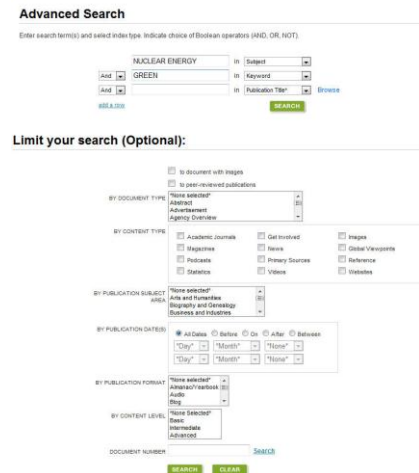 Advanced Search
Enter search term(s) and select index type. Indicate choice of Boolean operators (AND, OR, NOT).
NUCLEAR ENERGY in Subject
And GREEN in Keyword
And in Publication Title* Browse
add a row SEARCH
Limit your search (Optional):
to document with images
to peer-reviewed publications
BY DOCUMENT TYPE *None selected*
Abstract
Advertisement
Agency Overview
BY CONTENT TYPE
Academic Journals Get Involved Images
Magazines News Global Viewpoints
Podcasts Primary Sources Reference
Statistics Videos Websites
BY PUBLICATION SUBJECT AREA *None selected*
Arts and Humanities
Biography and Genealogy
Business and Industries
BY PUBLICATION DATE(S) All Dates Before On After Between
*Day* *Month* *None*
*Day* *Month* *None*
BY PUBLICATION FORMAT *None selected*
Almanac/Yearbook
Audio
Blog
BY CONTENT LEVEL *None Selected*
Basic
Intermediate
Advanced
DOCUMENT NUMBER Search
SEARCH CLEAR